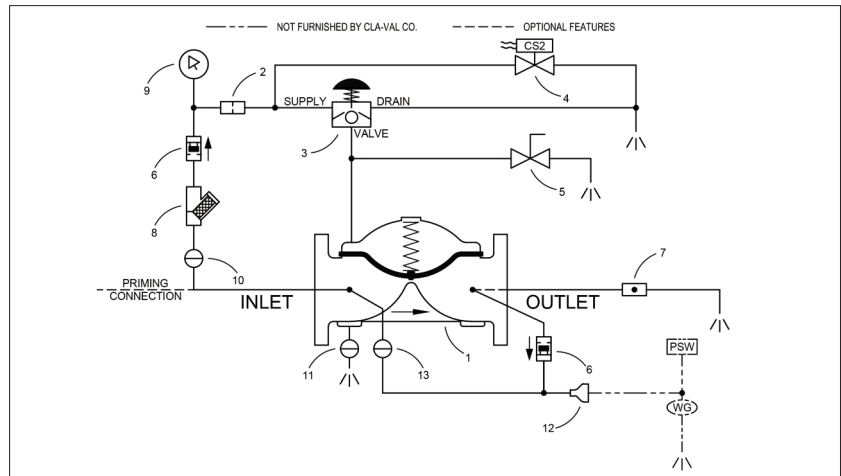 NOT FURNISHED BY CLA-VAL CO.
OPTIONAL FEATURES
CS2
9
2
4
SUPPLY
DRAIN
VALVE
3
6
5
8
10
7
PRIMING
CONNECTION
INLET
OUTLET
11
13
1
6
PSW
12
WG